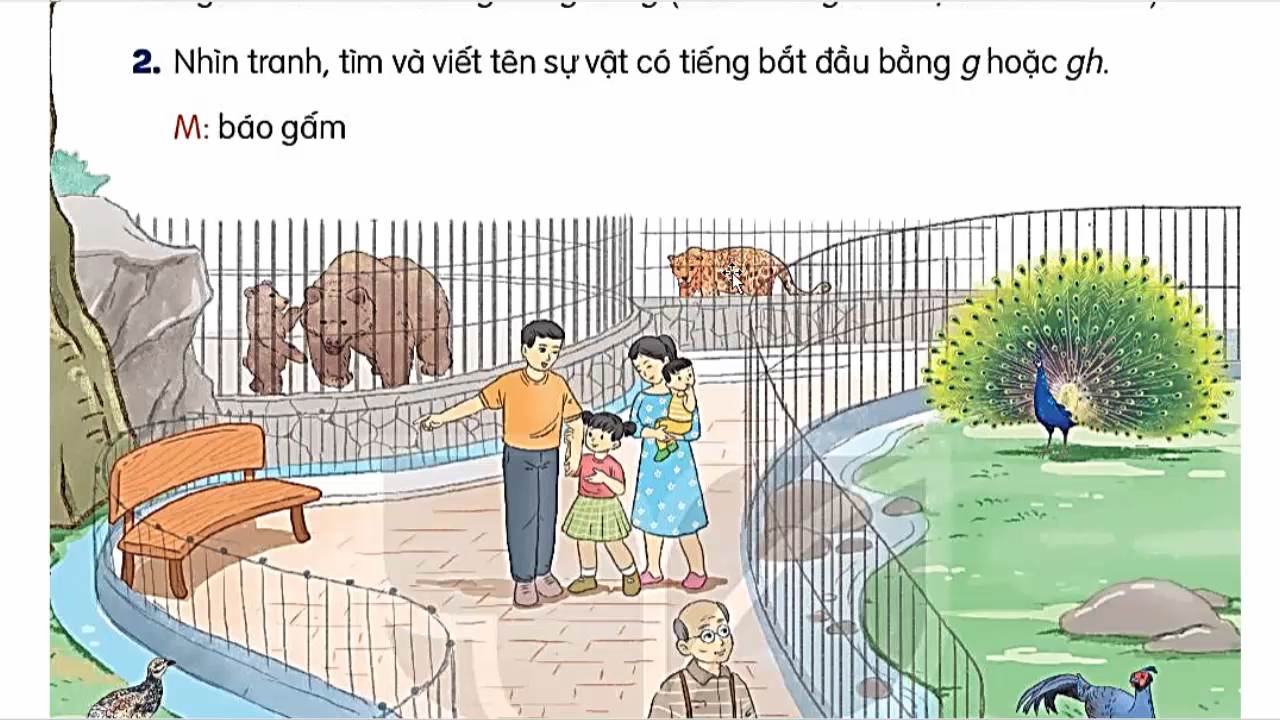 2. Nhìn tranh, tìm và viết tên sự vật có tiếng bắt đầu bằng g hoặc gh.
M: báo gấm